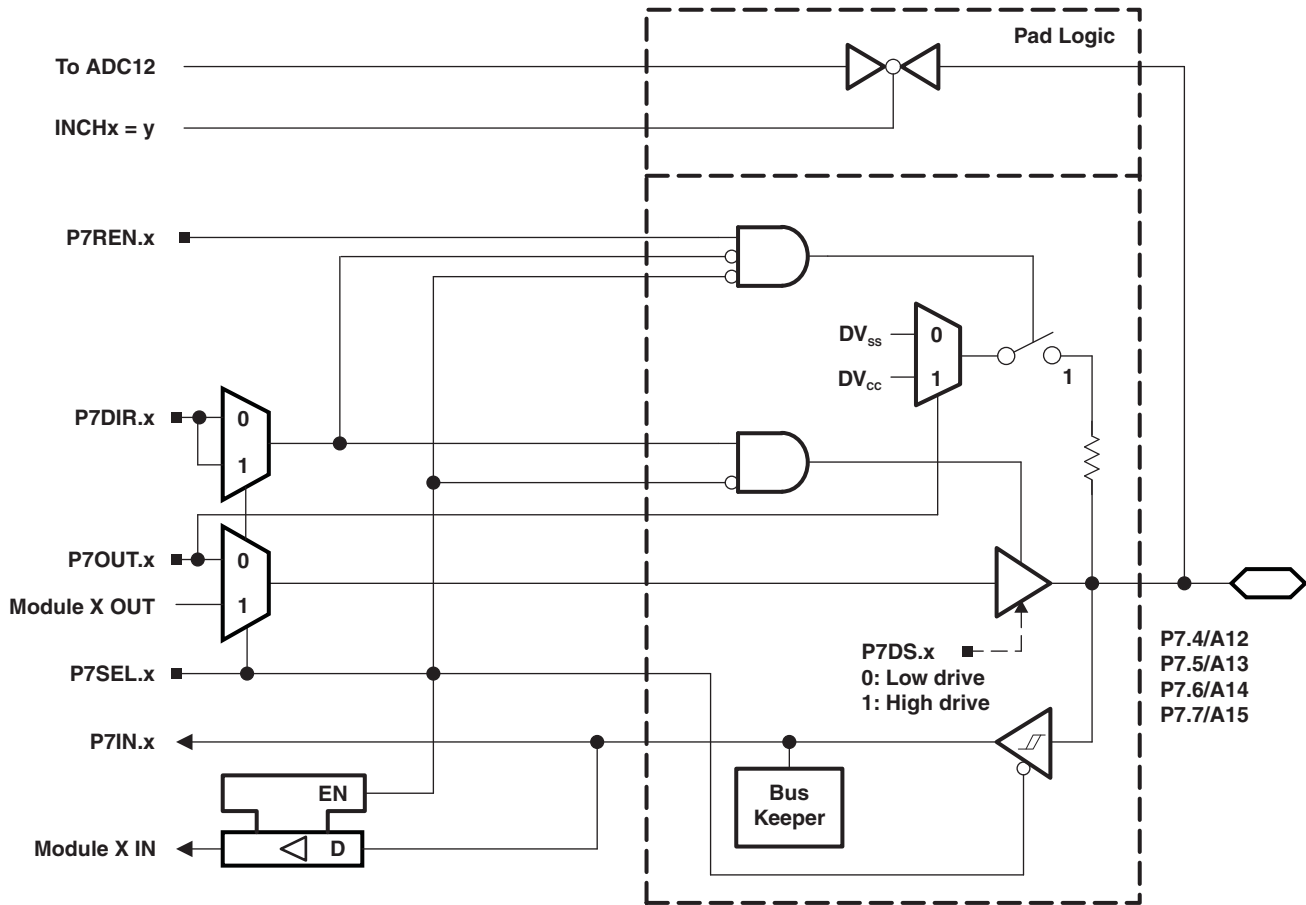 Pad Logic
To ADC12
INCHx = y
P7REN.x
DVSS
0
DVCC
1
1
P7DIR.x
0
1
P7OUT.x
0
Module X OUT
1
P7DS.x
0: Low drive
1: High drive
P7.4/A12
P7.5/A13
P7.6/A14
P7.7/A15
P7SEL.x
P7IN.x
EN
Bus
Keeper
Module X IN
D